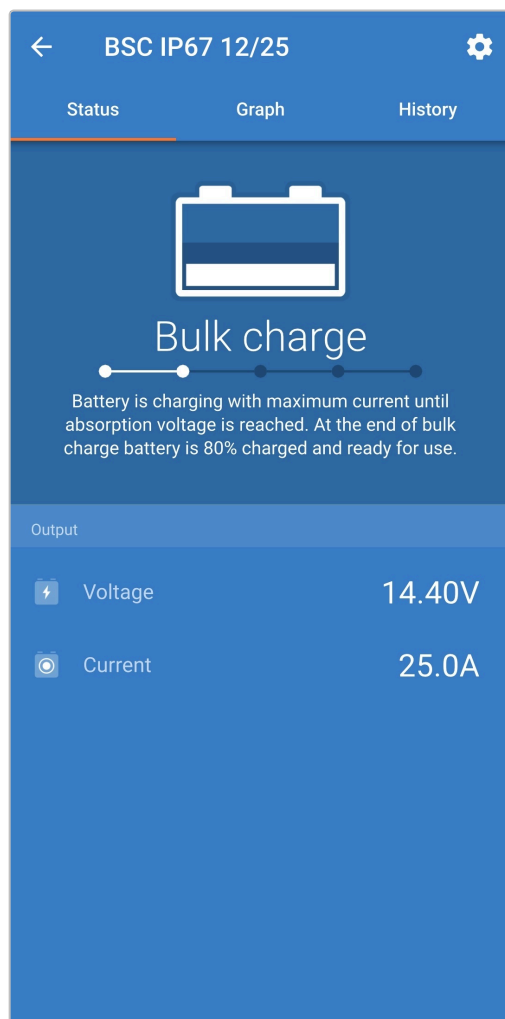 BSC IP67 12/25
Status
Graph
History
Bulk charge
Battery is charging with maximum current until
absorption voltage is reached. At the end of bulk
charge battery is 80% charged and ready for use.
Output
Voltage
14.40V
Current
25.0A